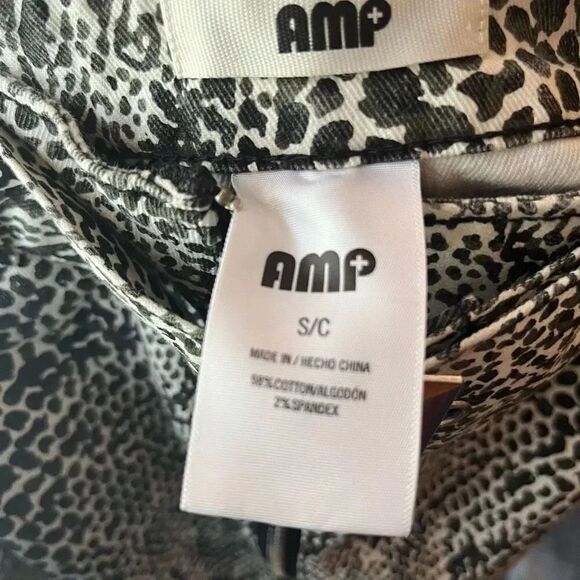 AMP
AMP
S/C
MADE IN / HECHO CHINA
98% COTTON/ALGODÓN
2% SPANDEX